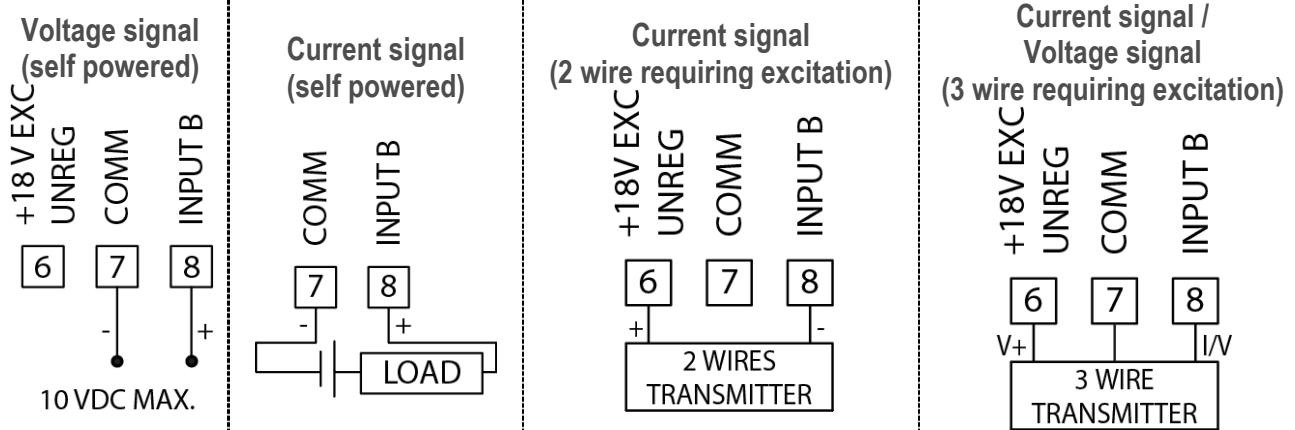 Voltage signal
(self powered)
+18 V EXC
UNREG
COMM
INPUT B
6 7 8
- +
10 VDC MAX.
Current signal
(self powered)
COMM
INPUT B
7 8
- +
LOAD
Current signal
(2 wire requiring excitation)
+18V EXC
UNREG
COMM
INPUT B
6 7 8
+ -
2 WIRES
TRANSMITTER
Current signal /
Voltage signal
(3 wire requiring excitation)
+18V EXC
UNREG
COMM
INPUT B
6 7 8
V+ I/V
3 WIRE
TRANSMITTER